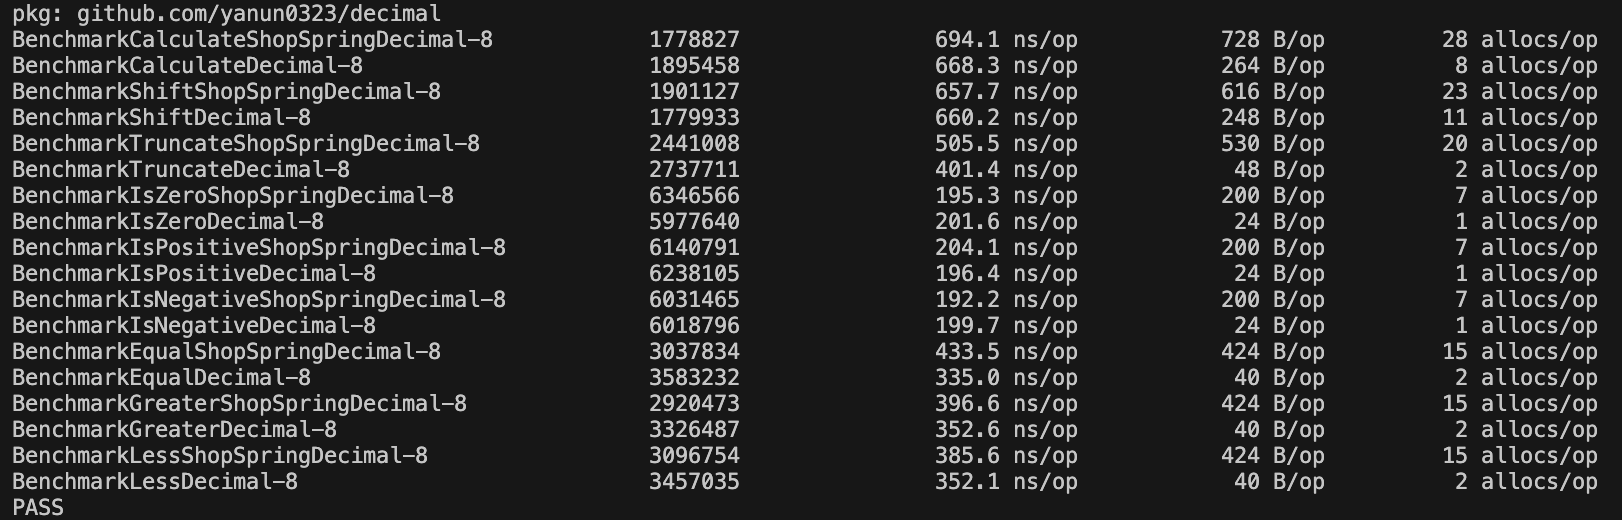 pkg: github.com/yanun0323/decimal
BenchmarkCalculateShopSpringDecimal-8 1778827 694.1 ns/op 728 B/op 28 allocs/op
BenchmarkCalculateDecimal-8 1895458 668.3 ns/op 264 B/op 8 allocs/op
BenchmarkShiftShopSpringDecimal-8 1901127 657.7 ns/op 616 B/op 23 allocs/op
BenchmarkShiftDecimal-8 1779933 660.2 ns/op 248 B/op 11 allocs/op
BenchmarkTruncateShopSpringDecimal-8 2441008 505.5 ns/op 530 B/op 20 allocs/op
BenchmarkTruncateDecimal-8 2737711 401.4 ns/op 48 B/op 2 allocs/op
BenchmarkIsZeroShopSpringDecimal-8 6346566 195.3 ns/op 200 B/op 7 allocs/op
BenchmarkIsZeroDecimal-8 5977640 201.6 ns/op 24 B/op 1 allocs/op
BenchmarkIsPositiveShopSpringDecimal-8 6140791 204.1 ns/op 200 B/op 7 allocs/op
BenchmarkIsPositiveDecimal-8 6238105 196.4 ns/op 24 B/op 1 allocs/op
BenchmarkIsNegativeShopSpringDecimal-8 6031465 192.2 ns/op 200 B/op 7 allocs/op
BenchmarkIsNegativeDecimal-8 6018796 199.7 ns/op 24 B/op 1 allocs/op
BenchmarkEqualShopSpringDecimal-8 3037834 433.5 ns/op 424 B/op 15 allocs/op
BenchmarkEqualDecimal-8 3583232 335.0 ns/op 40 B/op 2 allocs/op
BenchmarkGreaterShopSpringDecimal-8 2920473 396.6 ns/op 424 B/op 15 allocs/op
BenchmarkGreaterDecimal-8 3326487 352.6 ns/op 40 B/op 2 allocs/op
BenchmarkLessShopSpringDecimal-8 3096754 385.6 ns/op 424 B/op 15 allocs/op
BenchmarkLessDecimal-8 3457035 352.1 ns/op 40 B/op 2 allocs/op
PASS